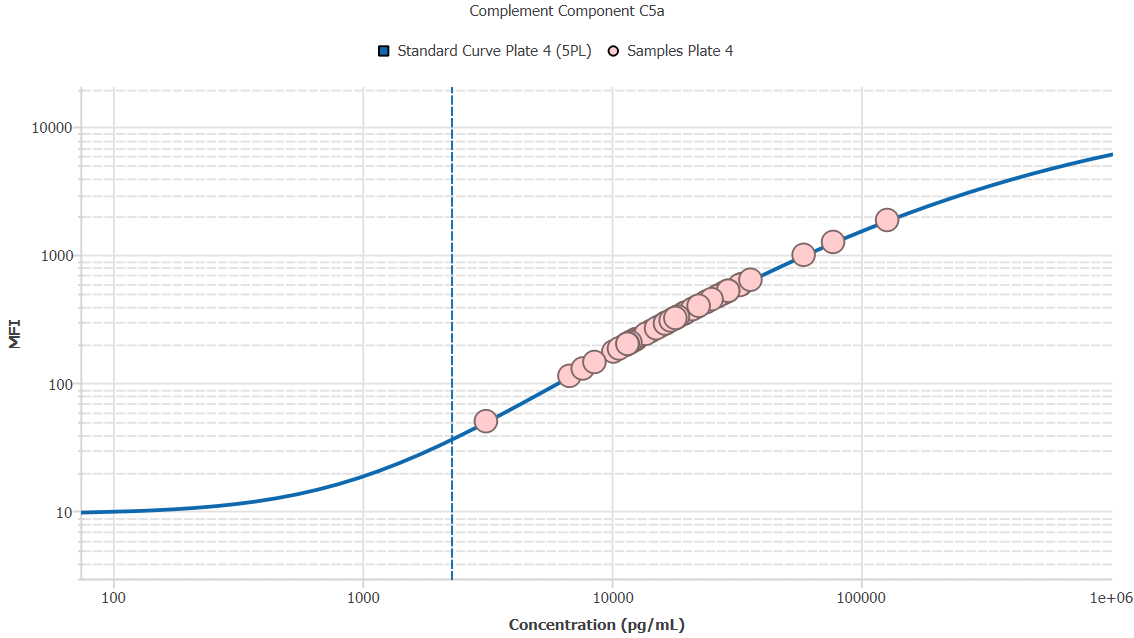 Complement Component C5a
Standard Curve Plate 4 (5PL) Samples Plate 4
10000
1000
100
10
MFI
100 1000 10000 100000 1e+06
Concentration (pg/mL)